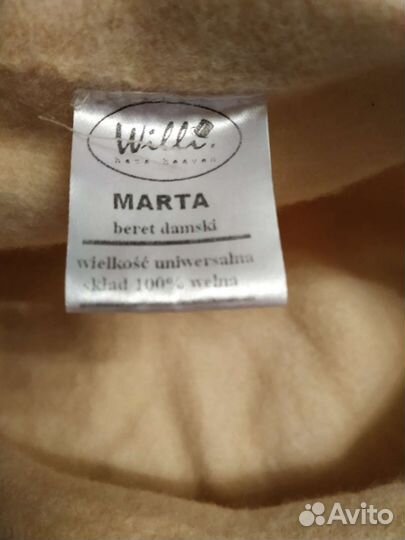 Willi.
hats heaven
MARTA
beret damski
wielkość uniwersalna
skład 100% wełna
Avito